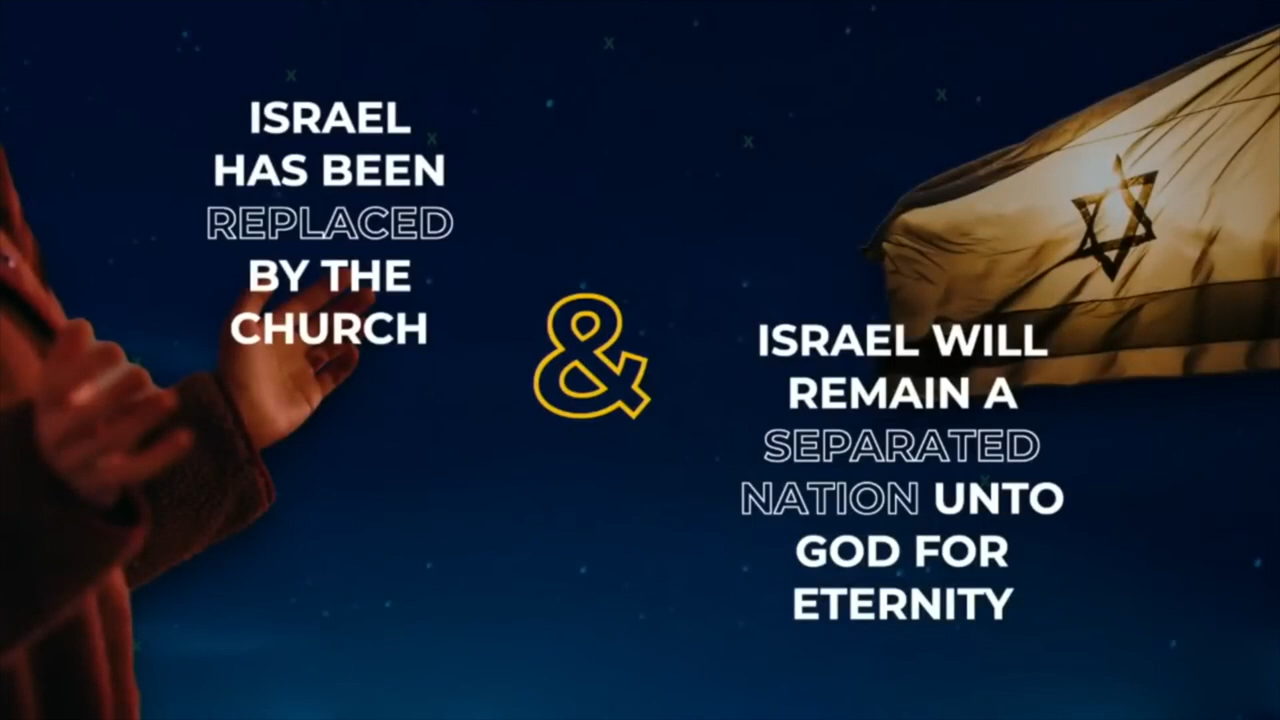 ISRAEL
HAS BEEN
REPLACED
BY THE
CHURCH
&
ISRAEL WILL
REMAIN A
SEPARATED
NATION UNTO
GOD FOR
ETERNITY